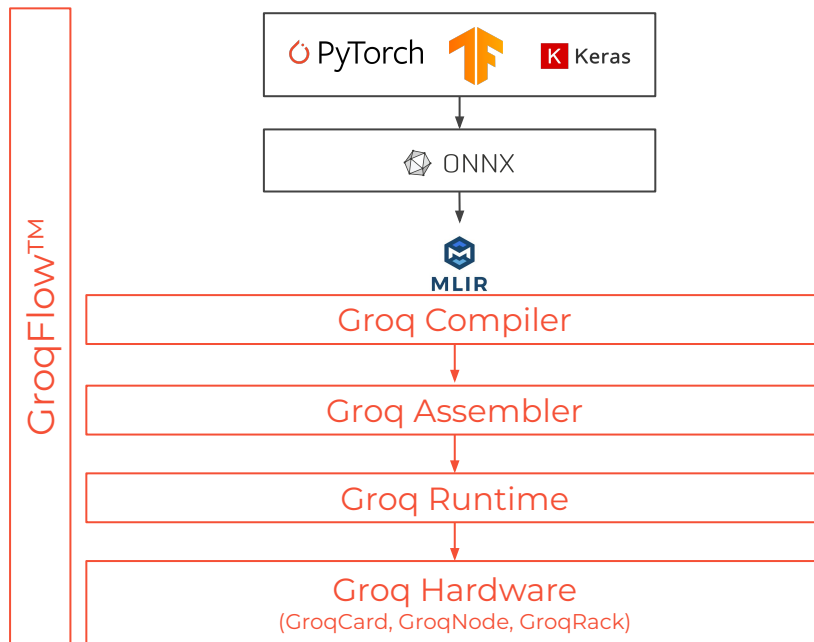 GroqFlow™
PyTorch
Keras
ONNX
MLIR
Groq Compiler
Groq Assembler
Groq Runtime
Groq Hardware
(GroqCard, GroqNode, GroqRack)